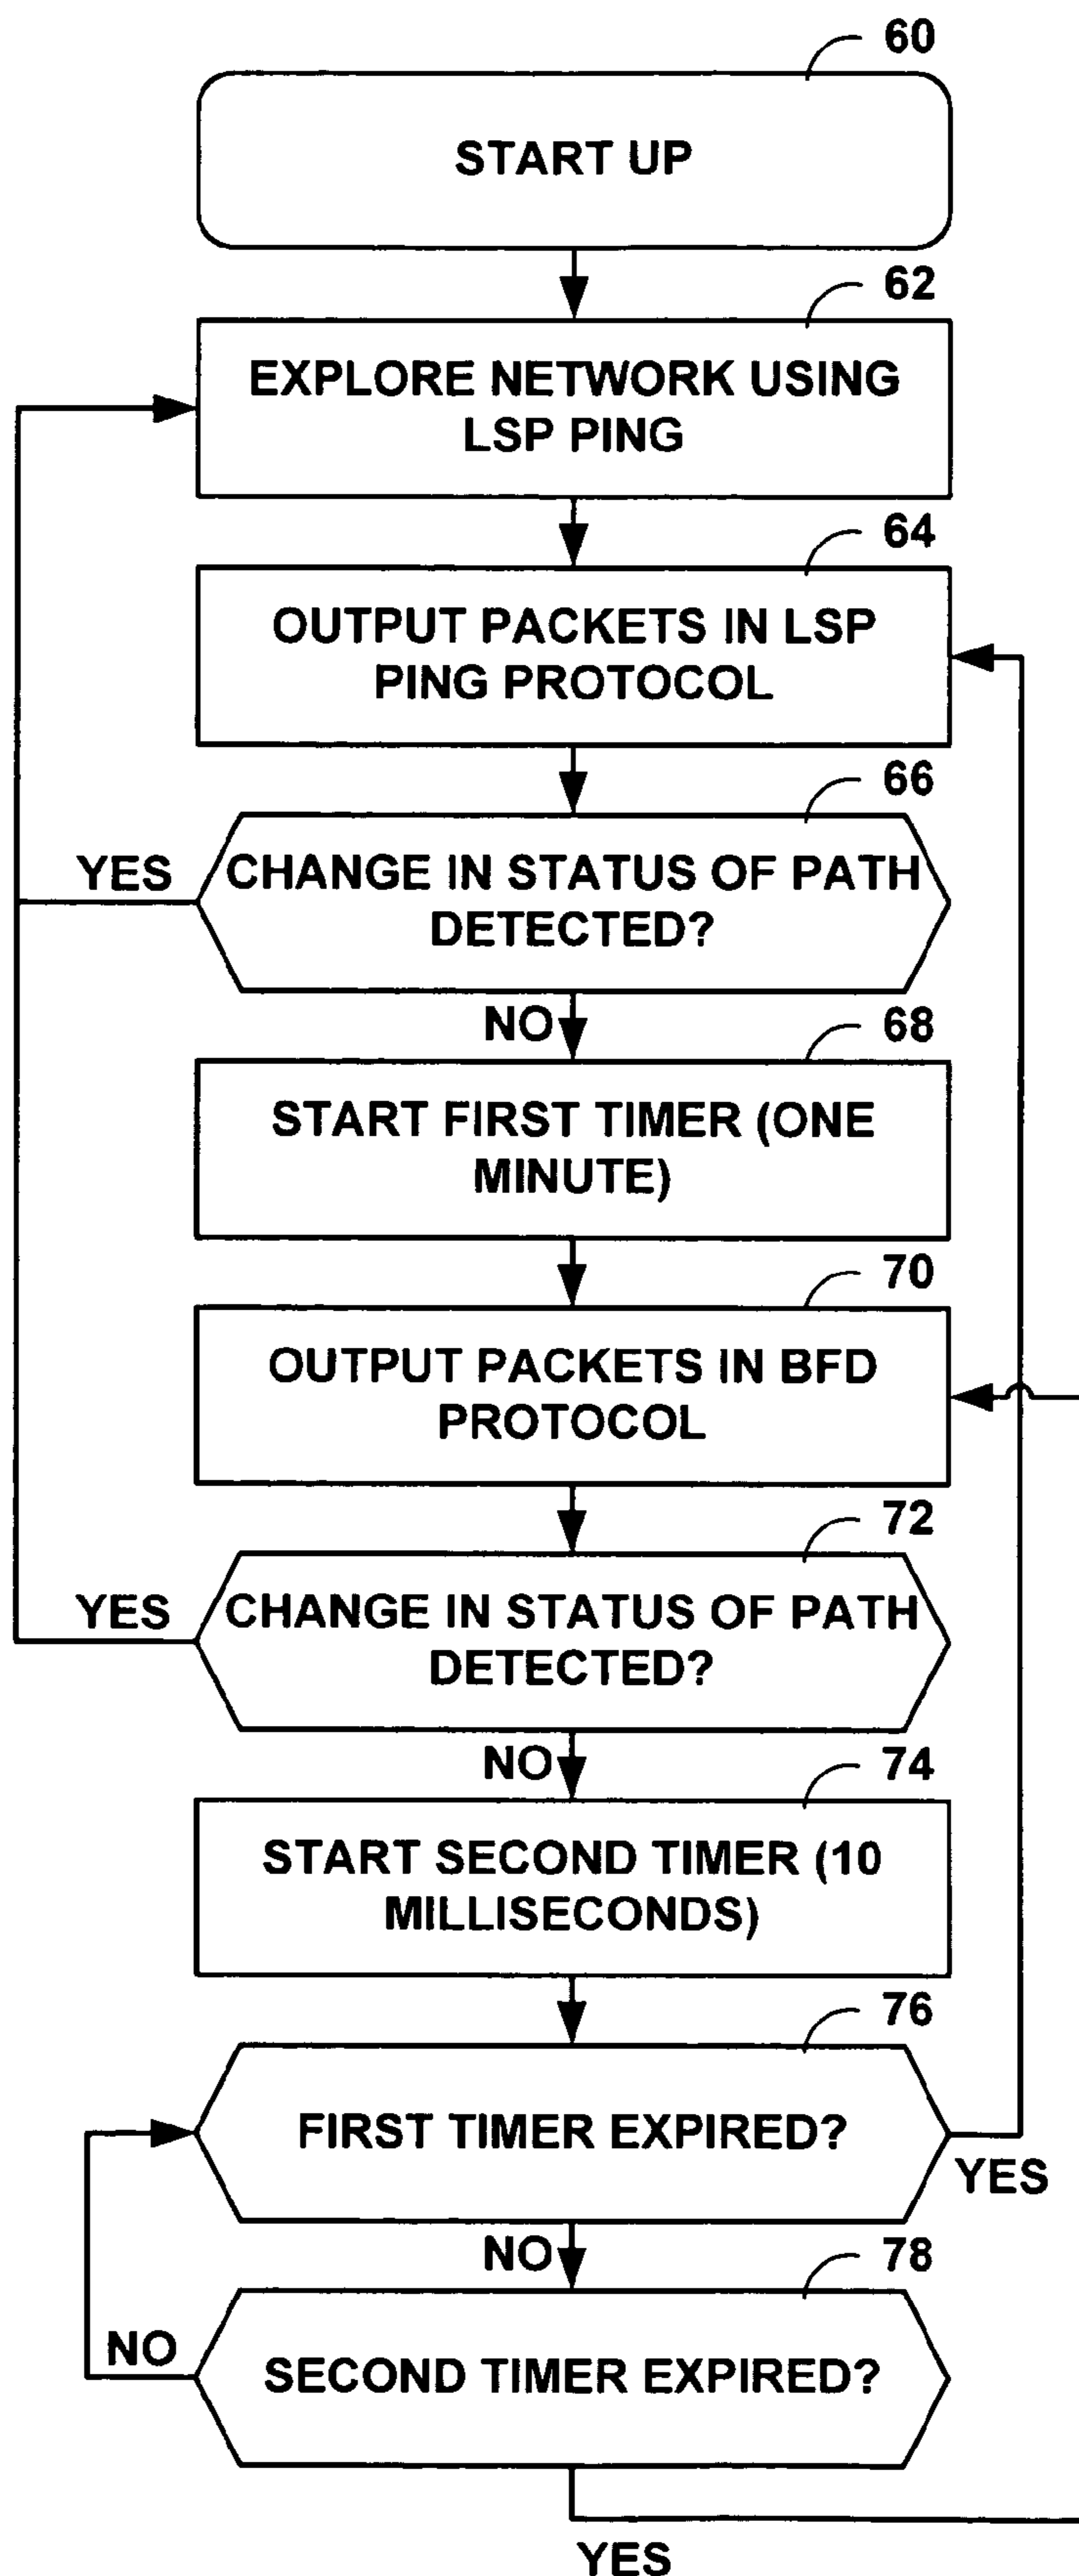 60
START UP
62
EXPLORE NETWORK USING
LSP PING
64
OUTPUT PACKETS IN LSP
PING PROTOCOL
66
YES
CHANGE IN STATUS OF PATH
DETECTED?
NO
68
START FIRST TIMER (ONE
MINUTE)
70
OUTPUT PACKETS IN BFD
PROTOCOL
72
YES
CHANGE IN STATUS OF PATH
DETECTED?
NO
74
START SECOND TIMER (10
MILLISECONDS)
76
FIRST TIMER EXPIRED?
YES
NO
78
NO
SECOND TIMER EXPIRED?
YES